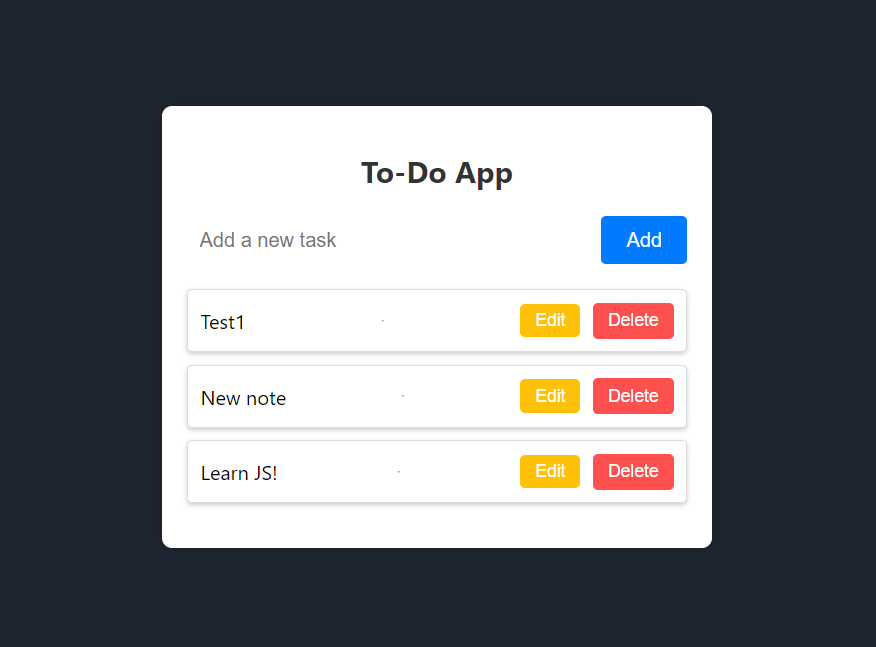 To-Do App
Add a new task Add
Test1 Edit Delete
New note Edit Delete
Learn JS! Edit Delete